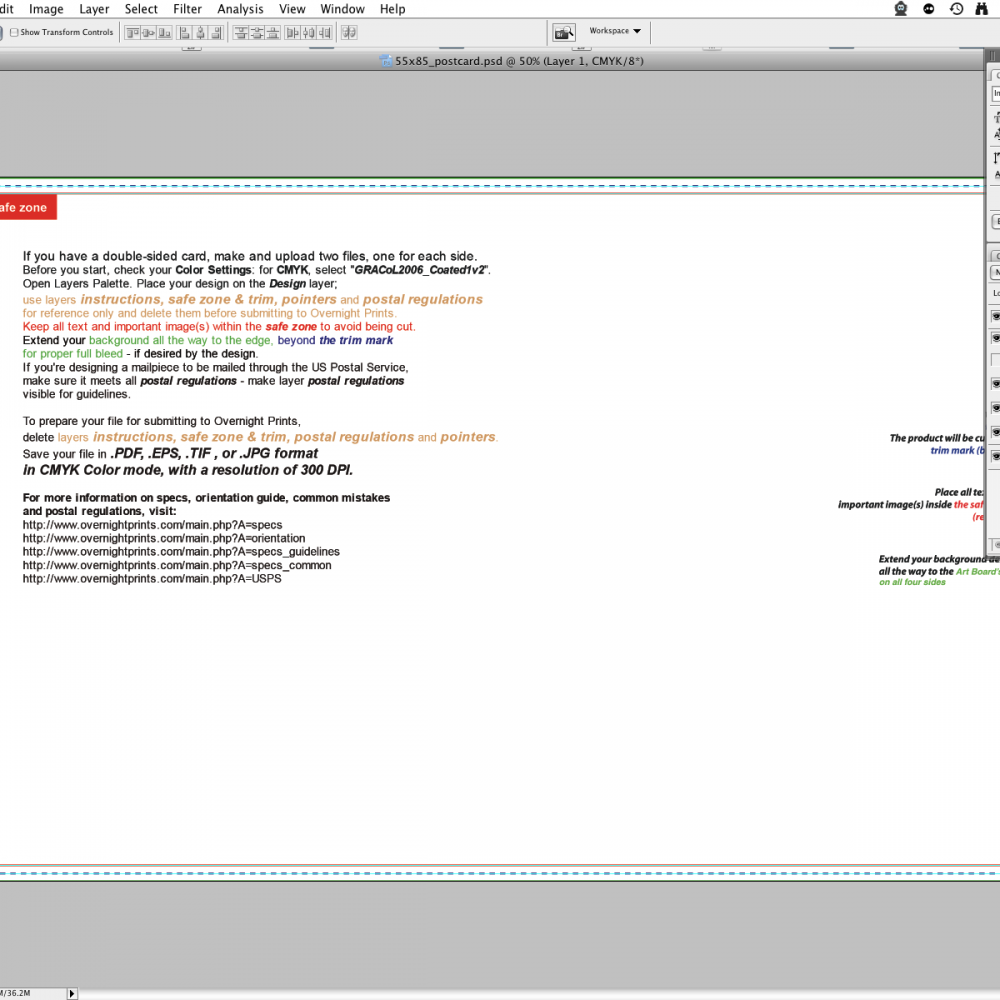 dit Image Layer Select Filter Analysis View Window Help
Show Transform Controls
Workspace
55x85_postcard.psd @ 50% (Layer 1, CMYK/8*)
afe zone
If you have a double-sided card, make and upload two files, one for each side.
Before you start, check your Color Settings: for CMYK, select "GRACoL2006_Coated1v2".
Open Layers Palette. Place your design on the Design layer;
use layers instructions, safe zone & trim, pointers and postal regulations
for reference only and delete them before submitting to Overnight Prints.
Keep all text and important image(s) within the safe zone to avoid being cut.
Extend your background all the way to the edge, beyond the trim mark
for proper full bleed - if desired by the design.
If you're designing a mailpiece to be mailed through the US Postal Service,
make sure it meets all postal regulations - make layer postal regulations
visible for guidelines.
To prepare your file for submitting to Overnight Prints,
delete layers instructions, safe zone & trim, postal regulations and pointers.
Save your file in .PDF, .EPS, .TIF , or .JPG format
in CMYK Color mode, with a resolution of 300 DPI.
For more information on specs, orientation guide, common mistakes
and postal regulations, visit:
http://www.overnightprints.com/main.php?A=specs
http://www.overnightprints.com/main.php?A=orientation
http://www.overnightprints.com/main.php?A=specs_guidelines
http://www.overnightprints.com/main.php?A=specs_common
http://www.overnightprints.com/main.php?A=USPS
The product will be cu
trim mark (b
Place all te
important image(s) inside the saf
(re
Extend your background de
all the way to the Art Board's
on all four sides
M/36.2M